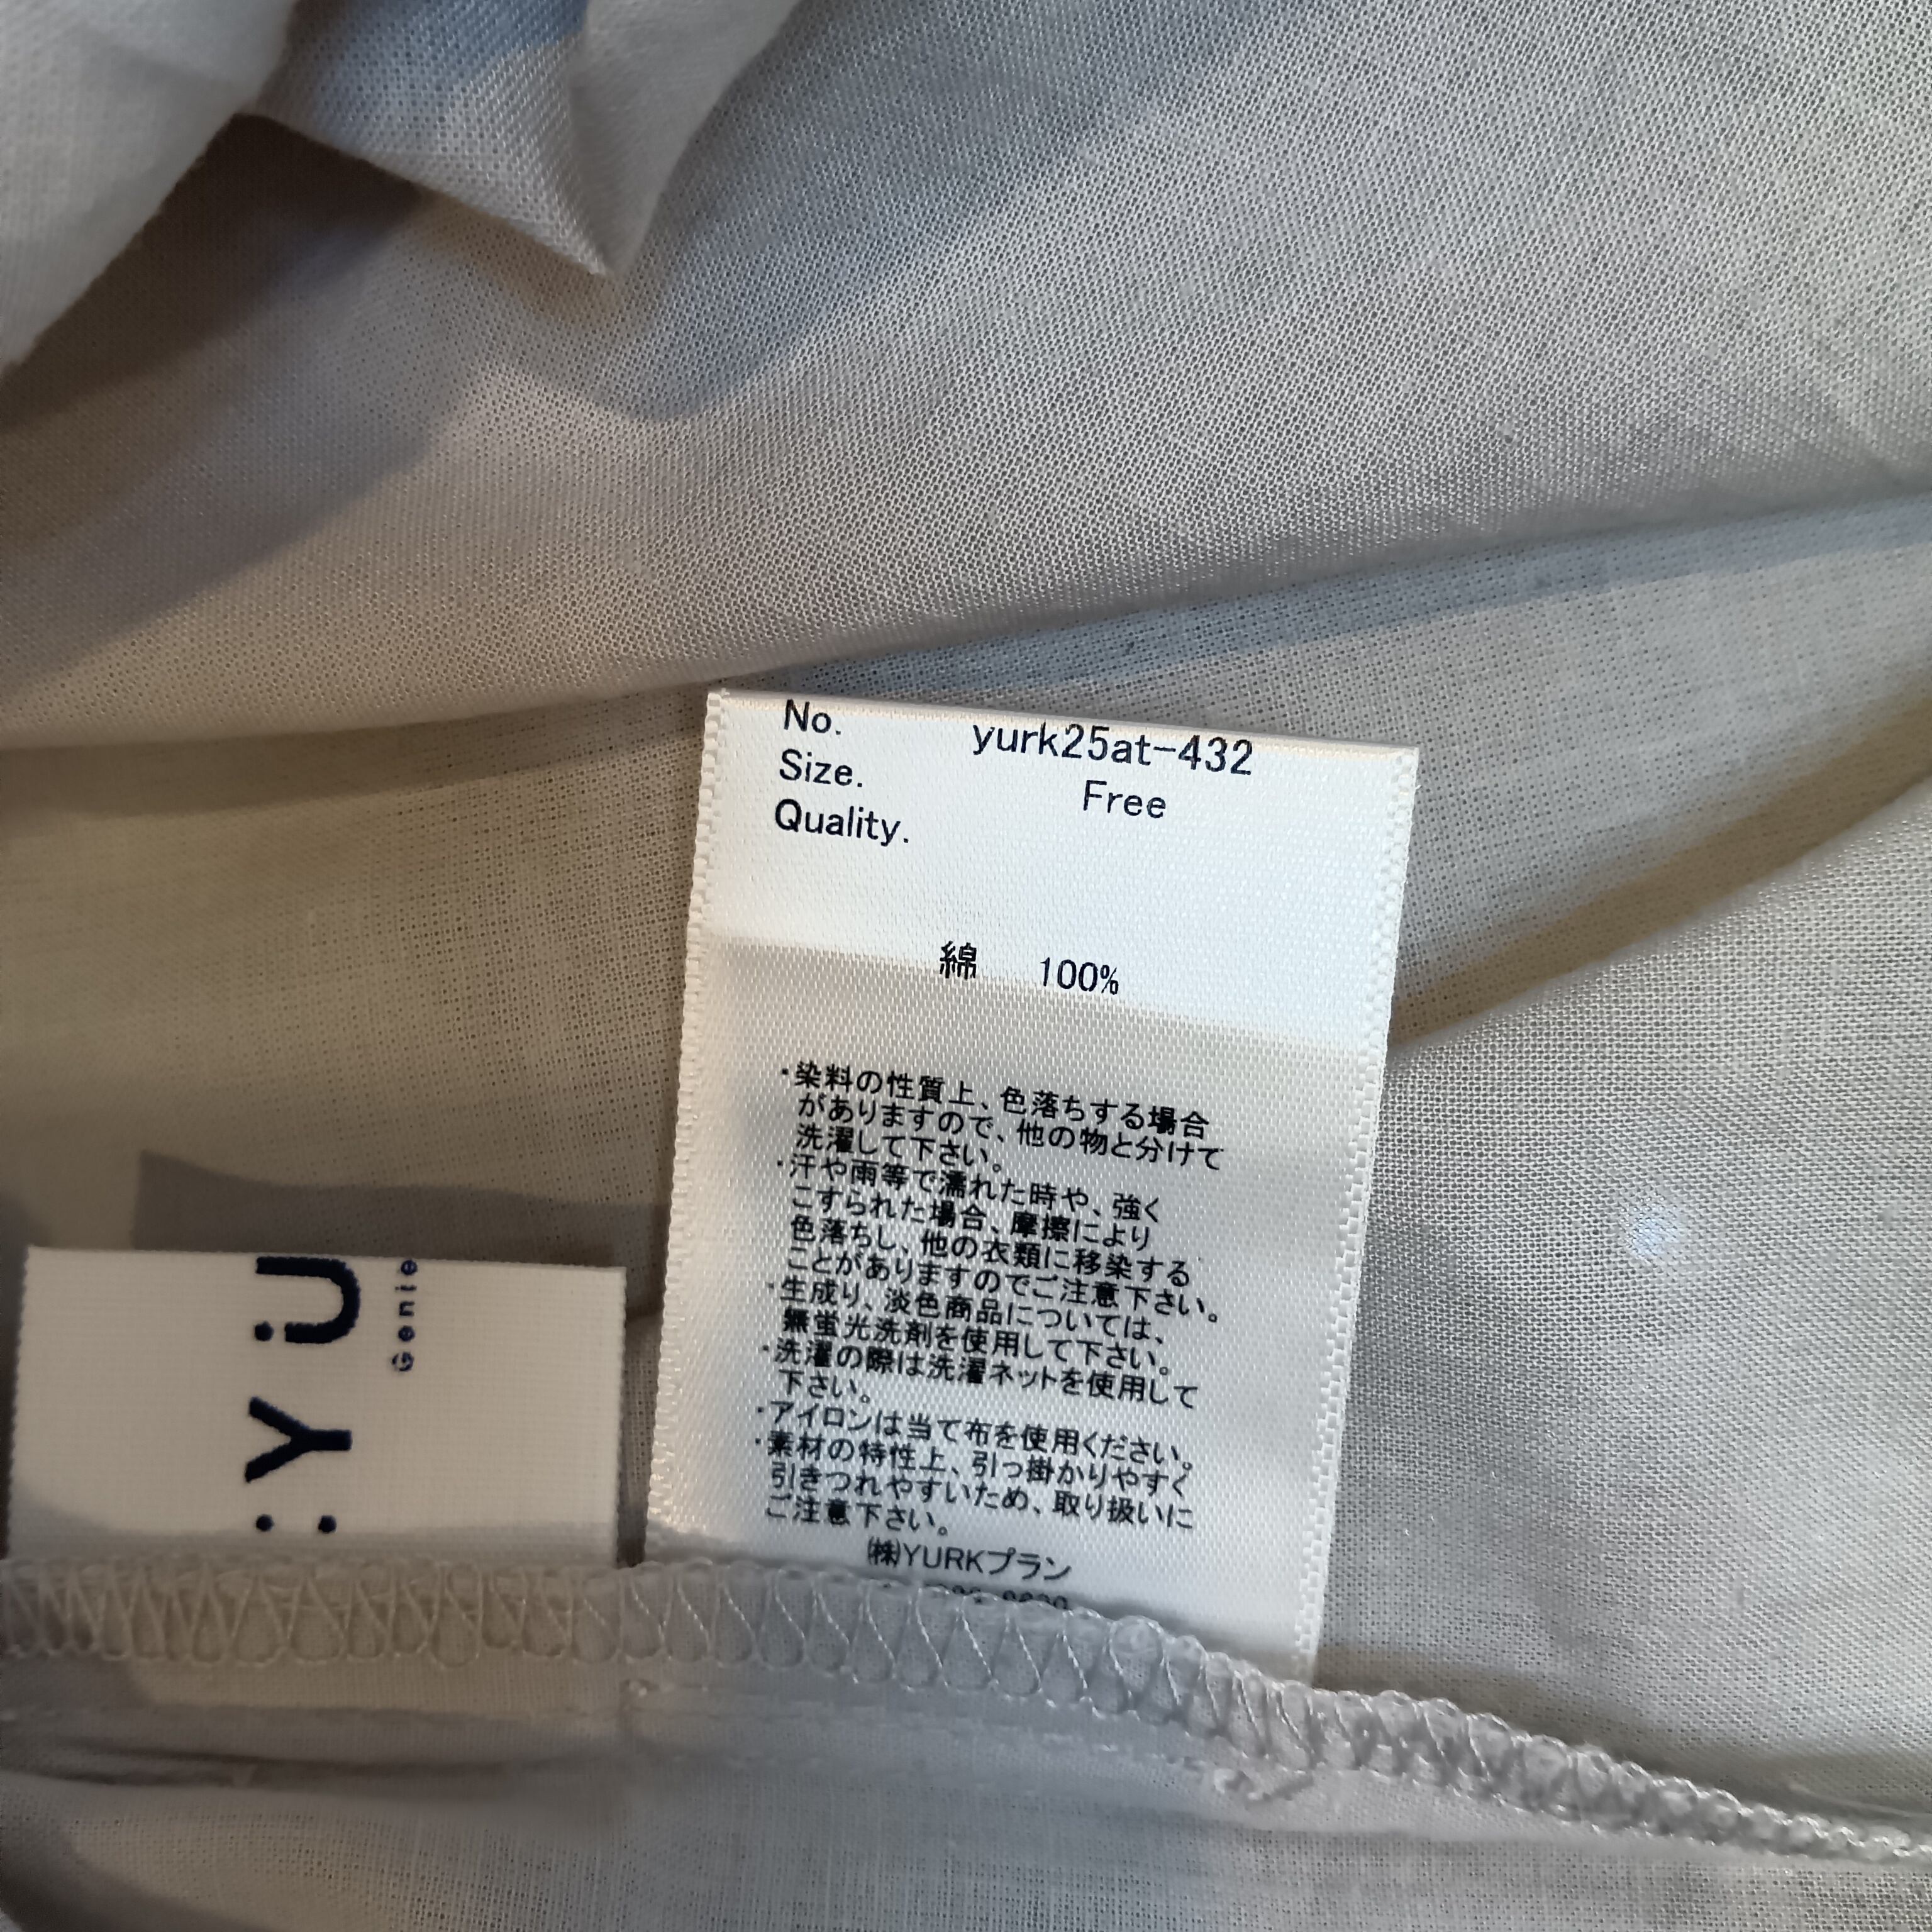 No. yurk25at-432
Size. Free
Quality.
綿 100%
・染料の性質上、色落ちする場合
がありますので、他の物と分けて
洗濯して下さい。
・汗や雨等で濡れた時や、強く
こすられた場合、摩擦により
色落ちし、他の衣類に移染する
ことがありますのでご注意下さい。
・生成り、淡色商品については、
無蛍光洗剤を使用して下さい。
・洗濯の際は洗濯ネットを使用して
下さい。
・アイロンは当て布を使用ください。
・素材の特性上、引っ掛かりやすく
引きつれやすいため、取り扱いに
ご注意下さい。
㈱YURKプラン
:YU
Genie